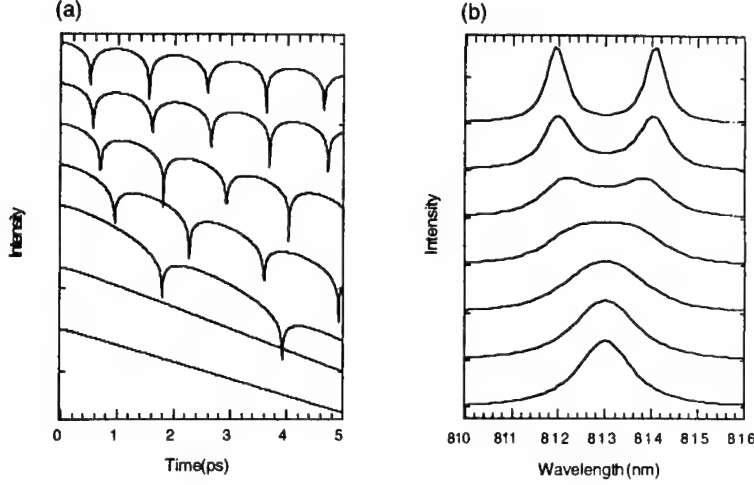 (a)
(b)
Intensity
0 1 2 3 4 5
Time(ps)
Intensity
810 811 812 813 814 815 816
Wavelength (nm)